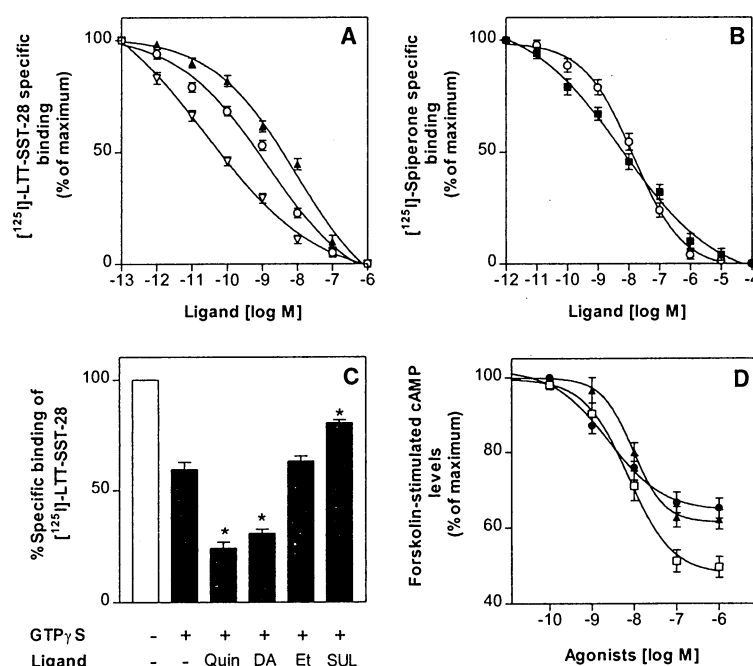 A
[¹²⁵I]-LTT-SST-28 specific
binding
(% of maximum)
100
50
0
-13 -12 -11 -10 -9 -8 -7 -6
Ligand [log M]
B
[¹²⁵I]-Spiperone specific
binding
(% of maximum)
100
50
0
-12 -11 -10 -9 -8 -7 -6 -5 -4
Ligand [log M]
C
% Specific binding of
[¹²⁵I]-LTT-SST-28
100
50
0
* * *
GTPγS - + + + + +
Ligand - - Quin DA Et SUL
D
Forskolin-stimulated cAMP
levels
(% of maximum)
100
80
60
40
-10 -9 -8 -7 -6
Agonists [log M]